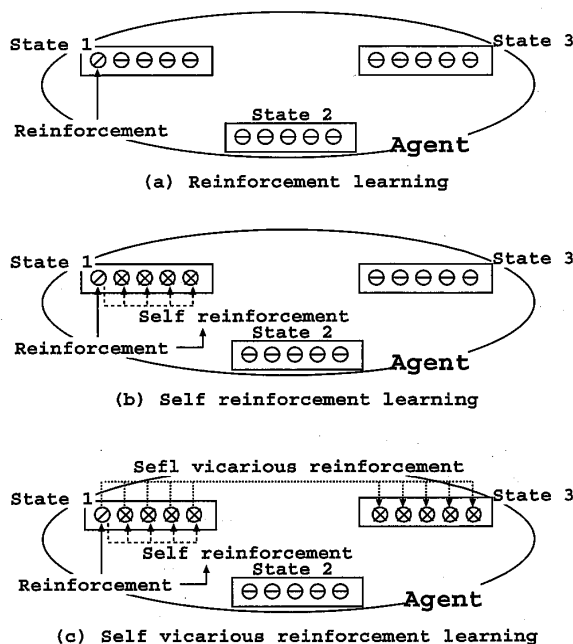 State 1
State 3
Reinforcement
State 2
Agent
(a) Reinforcement learning
State 1
State 3
Self reinforcement
State 2
Reinforcement
Agent
(b) Self reinforcement learning
Sefl vicarious reinforcement
State 1
State 3
Self reinforcement
State 2
Reinforcement
Agent
(c) Self vicarious reinforcement learning